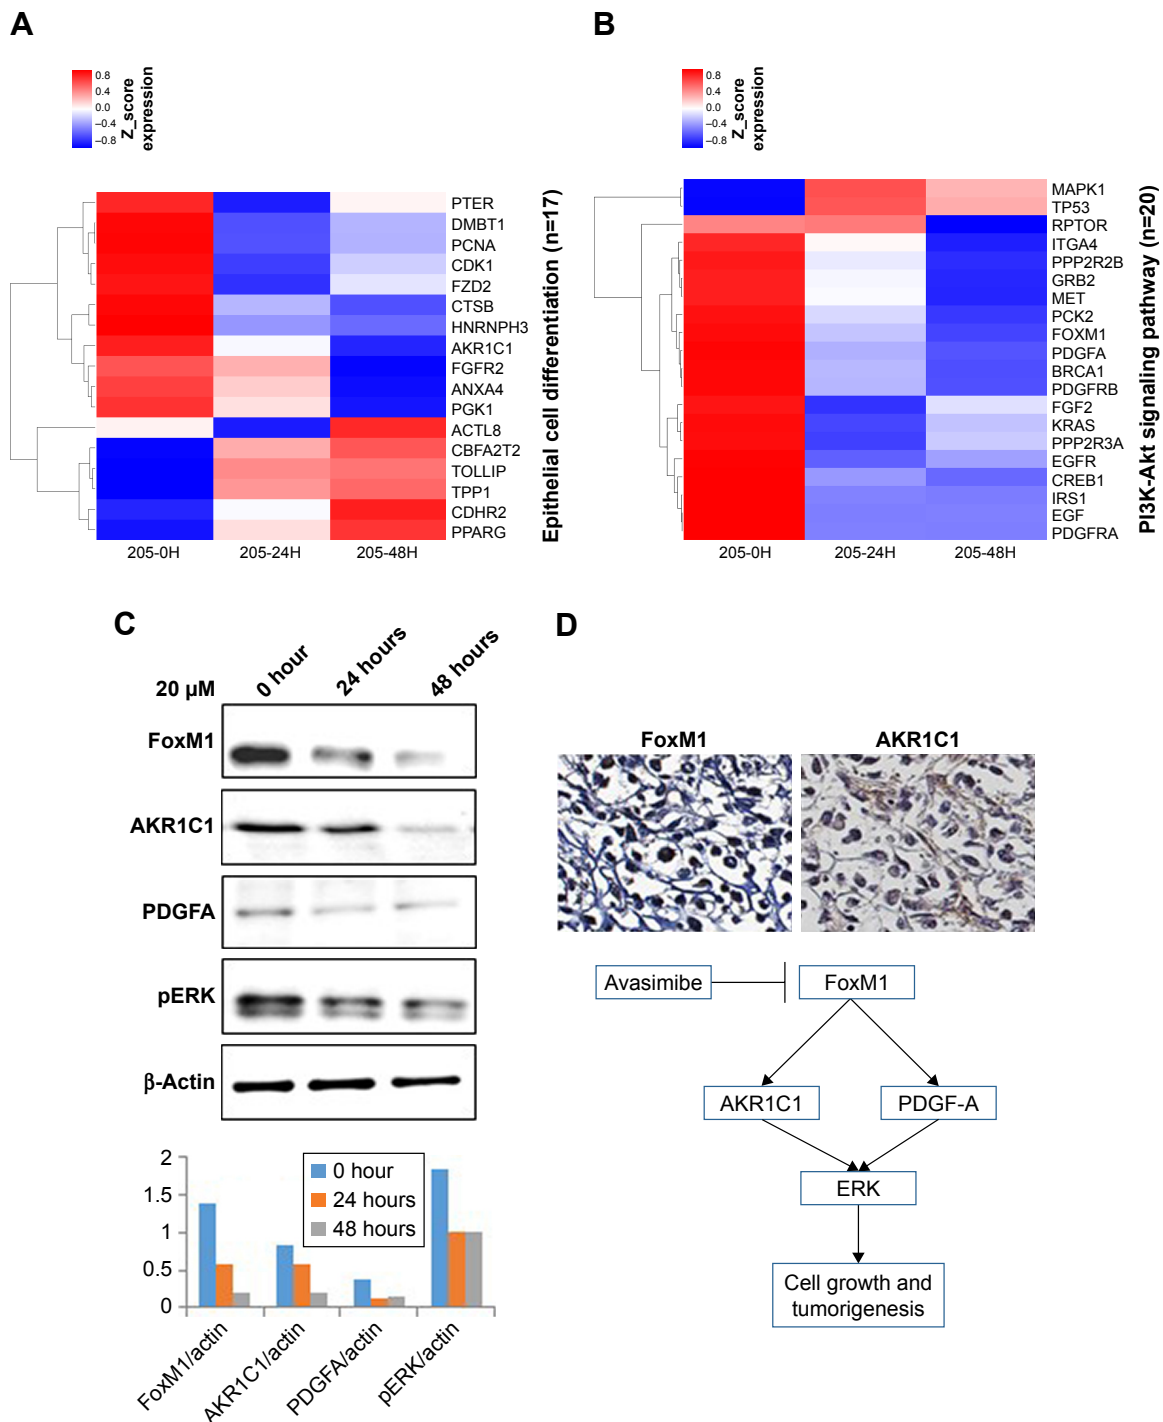 A
0.8
0.4
0.0
–0.4
–0.8
Z_score
expression
PTER
DMBT1
PCNA
CDK1
FZD2
CTSB
HNRNPH3
AKR1C1
FGFR2
ANXA4
PGK1
ACTL8
CBFA2T2
TOLLIP
TPP1
CDHR2
PPARG
205-0H
205-24H
205-48H
Epithelial cell differentiation (n=17)
B
0.8
0.4
0.0
–0.4
–0.8
Z_score
expression
MAPK1
TP53
RPTOR
ITGA4
PPP2R2B
GRB2
MET
PCK2
FOXM1
PDGFA
BRCA1
PDGFRB
FGF2
KRAS
PPP2R3A
EGFR
CREB1
IRS1
EGF
PDGFRA
205-0H
205-24H
205-48H
PI3K-Akt signaling pathway (n=20)
C
20 µM
0 hour
24 hours
48 hours
FoxM1
AKR1C1
PDGFA
pERK
β-Actin
2
1.5
1
0.5
0
0 hour
24 hours
48 hours
FoxM1/actin
AKR1C1/actin
PDGFA/actin
pERK/actin
D
FoxM1
AKR1C1
Avasimibe
FoxM1
AKR1C1
PDGF-A
ERK
Cell growth and
tumorigenesis